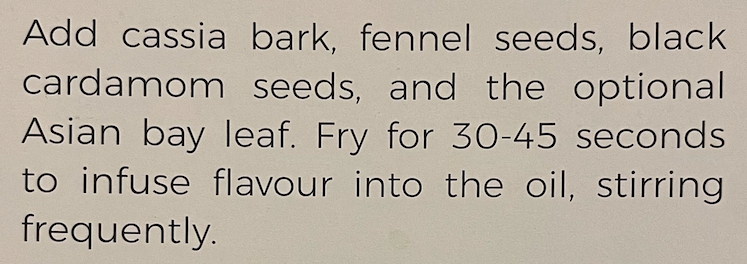 Add cassia bark, fennel seeds, black
cardamom seeds, and the optional
Asian bay leaf. Fry for 30-45 seconds
to infuse flavour into the oil, stirring
frequently.